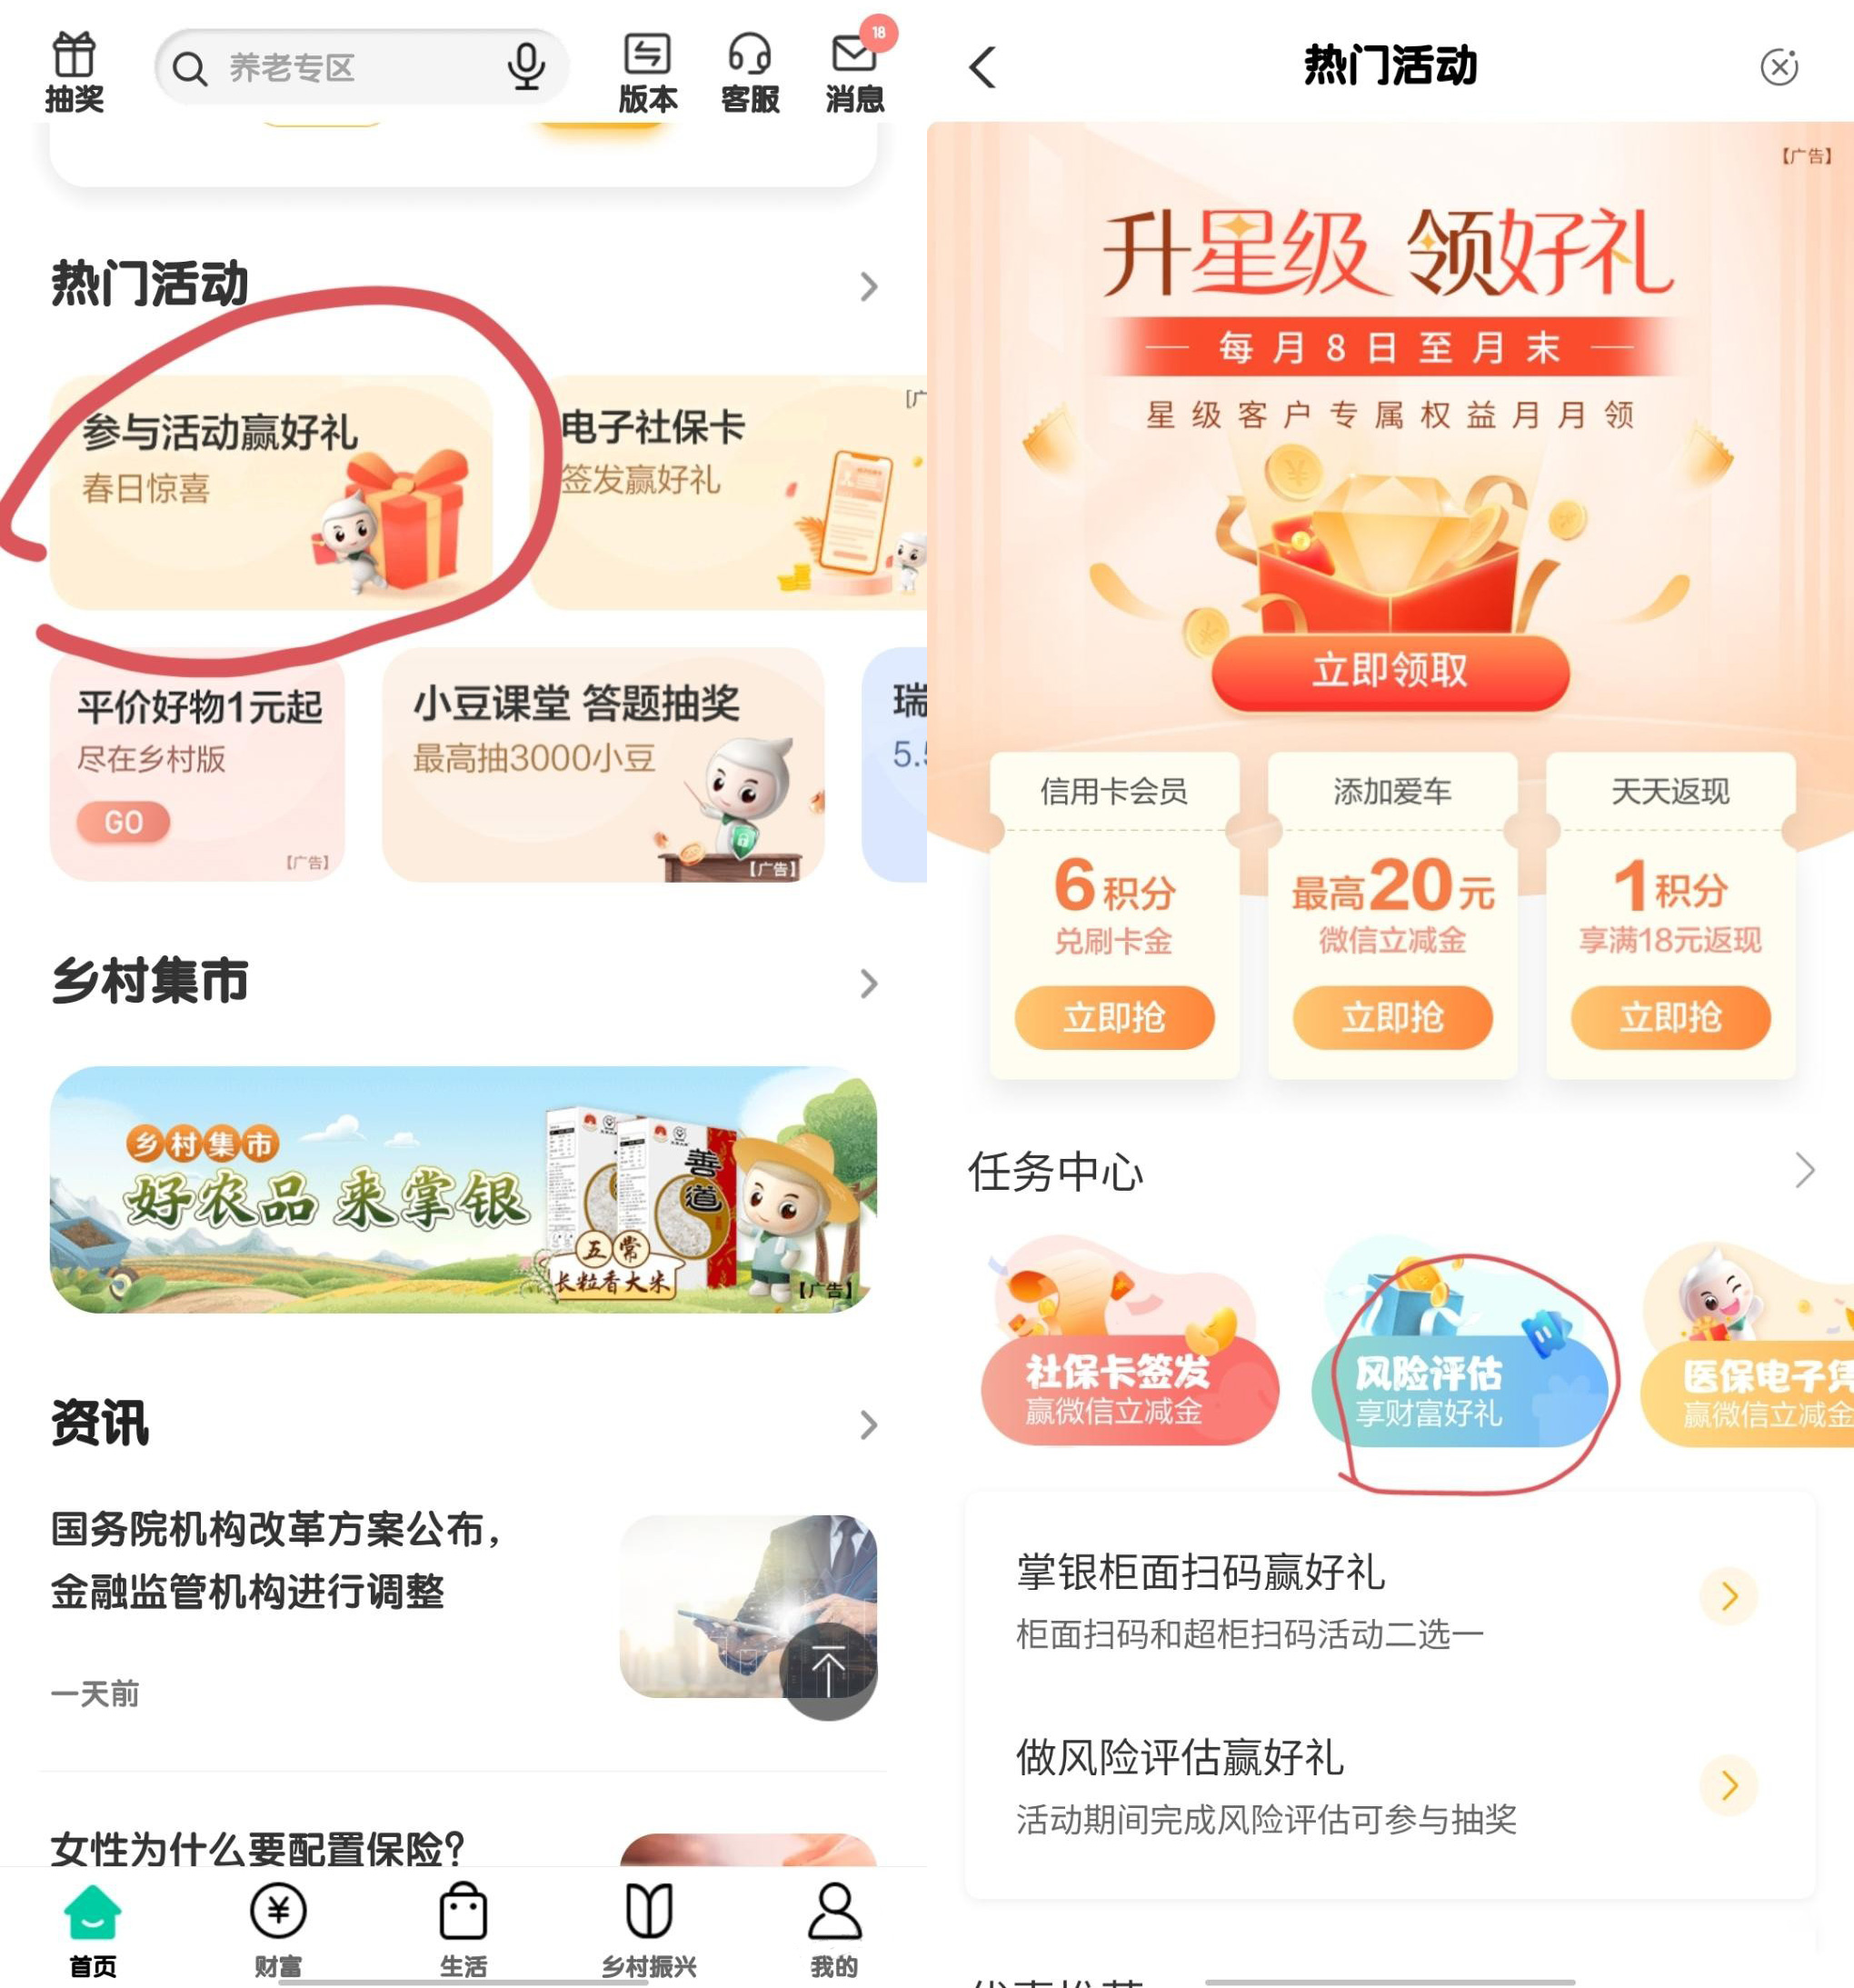 抽奖
养老专区
版本
客服
消息
18
热门活动
参与活动赢好礼
春日惊喜
电子社保卡
签发赢好礼
平价好物1元起
尽在乡村版
GO
【广告】
小豆课堂 答题抽奖
最高抽3000小豆
【广告】
瑞
5.
乡村集市
乡村集市
好农品 来掌银
善道
五常
长粒香大米
【广告】
资讯
国务院机构改革方案公布，
金融监管机构进行调整
一天前
女性为什么要配置保险？
首页
财富
生活
乡村振兴
我的
热门活动
【广告】
升星级 领好礼
每月8日至月末
星级客户专属权益月月领
立即领取
信用卡会员
6积分
兑刷卡金
立即抢
添加爱车
最高20元
微信立减金
立即抢
天天返现
1积分
享满18元返现
立即抢
任务中心
社保卡签发
赢微信立减金
风险评估
享财富好礼
医保电子凭
赢微信立减金
掌银柜面扫码赢好礼
柜面扫码和超柜扫码活动二选一
做风险评估赢好礼
活动期间完成风险评估可参与抽奖